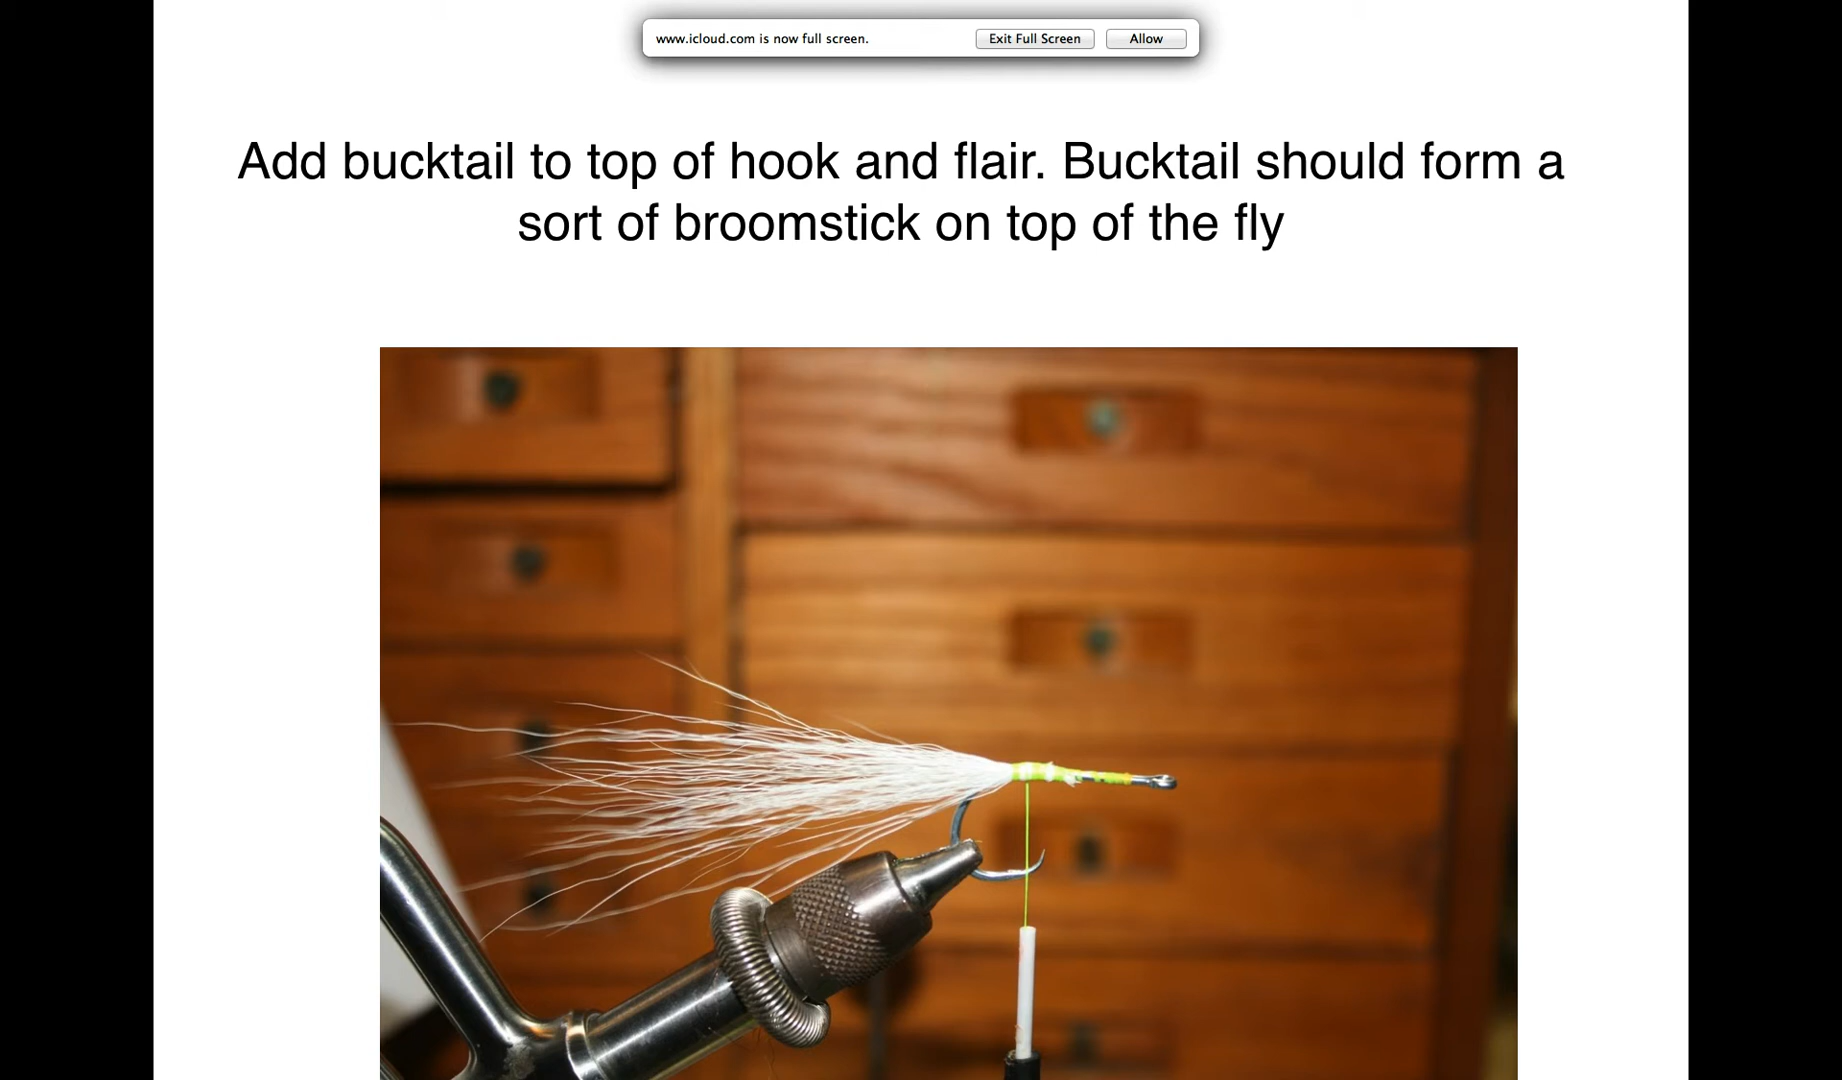 www.icloud.com is now full screen. Exit Full Screen Allow
Add bucktail to top of hook and flair. Bucktail should form a
sort of broomstick on top of the fly